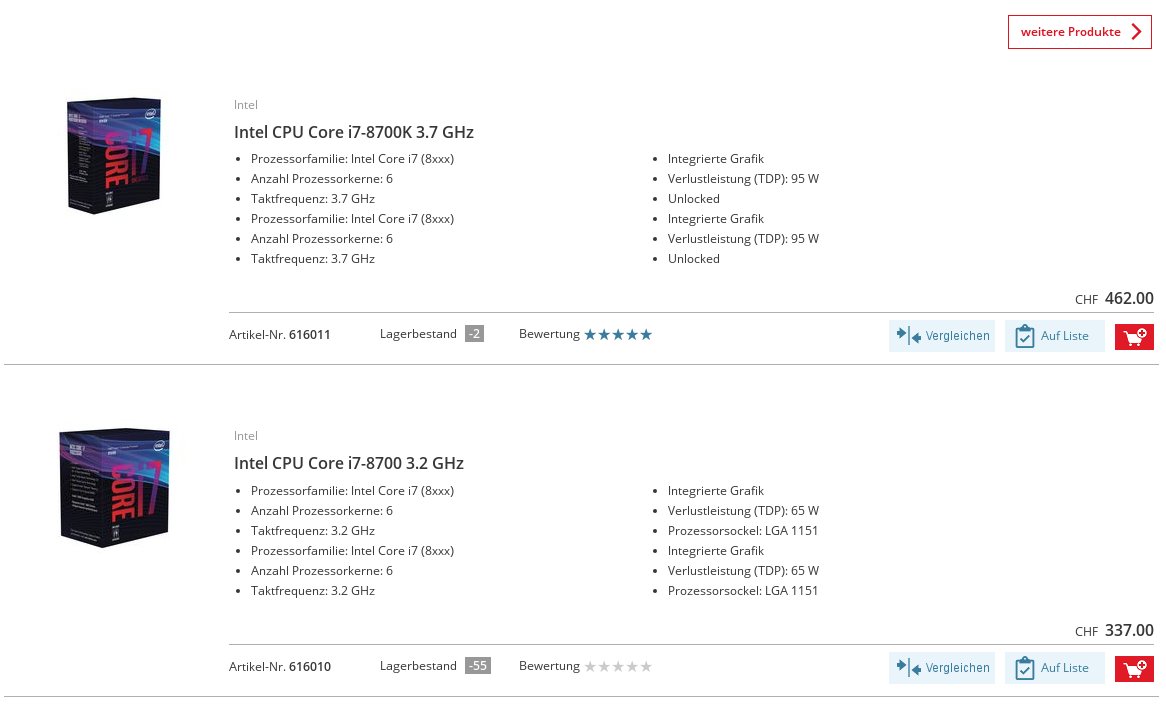 weitere Produkte
Intel
Intel CPU Core i7-8700K 3.7 GHz
Prozessorfamilie: Intel Core i7 (8xxx)
Anzahl Prozessorkerne: 6
Taktfrequenz: 3.7 GHz
Prozessorfamilie: Intel Core i7 (8xxx)
Anzahl Prozessorkerne: 6
Taktfrequenz: 3.7 GHz
Integrierte Grafik
Verlustleistung (TDP): 95 W
Unlocked
Integrierte Grafik
Verlustleistung (TDP): 95 W
Unlocked
CORE i7
CHF 462.00
Artikel-Nr. 616011 Lagerbestand -2 Bewertung Vergleichen Auf Liste
Intel
Intel CPU Core i7-8700 3.2 GHz
Prozessorfamilie: Intel Core i7 (8xxx)
Anzahl Prozessorkerne: 6
Taktfrequenz: 3.2 GHz
Prozessorfamilie: Intel Core i7 (8xxx)
Anzahl Prozessorkerne: 6
Taktfrequenz: 3.2 GHz
Integrierte Grafik
Verlustleistung (TDP): 65 W
Prozessorsockel: LGA 1151
Integrierte Grafik
Verlustleistung (TDP): 65 W
Prozessorsockel: LGA 1151
CORE i7
CHF 337.00
Artikel-Nr. 616010 Lagerbestand -55 Bewertung Vergleichen Auf Liste